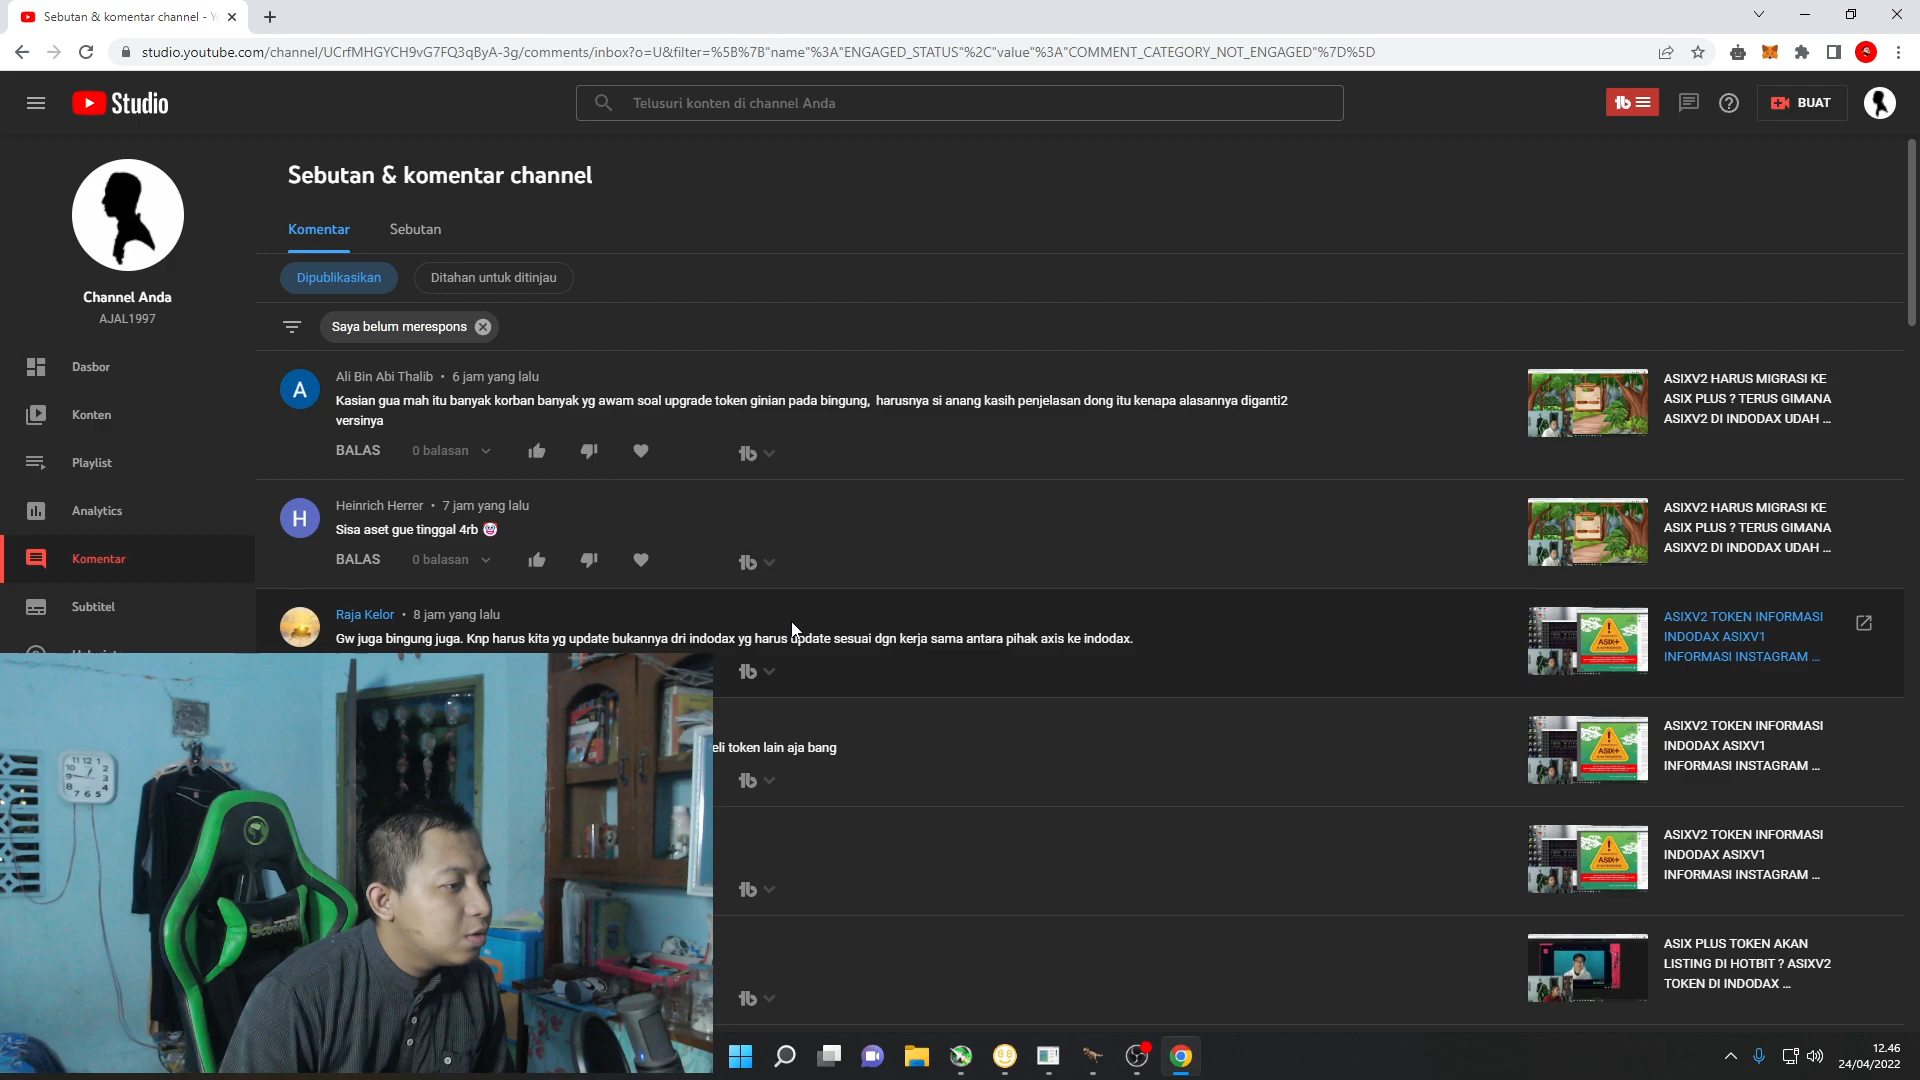 Sebutan & komentar channel - Y
studio.youtube.com/channel/UCrfMHGYCH9vG7FQ3qByA-3g/comments/inbox?o=U&filter=%5B%7B"name"%3A"ENGAGED_STATUS"%2C"value"%3A"COMMENT_CATEGORY_NOT_ENGAGED"%7D%5D
Studio
Telusuri konten di channel Anda
BUAT
Channel Anda
AJAL1997
Dasbor
Konten
Playlist
Analytics
Komentar
Subtitel
Sebutan & komentar channel
Komentar
Sebutan
Dipublikasikan
Ditahan untuk ditinjau
Saya belum merespons
Ali Bin Abi Thalib • 6 jam yang lalu
Kasian gua mah itu banyak korban banyak yg awam soal upgrade token ginian pada bingung, harusnya si anang kasih penjelasan dong itu kenapa alasannya diganti2
versinya
BALAS 0 balasan
ASIXV2 HARUS MIGRASI KE
ASIX PLUS ? TERUS GIMANA
ASIXV2 DI INDODAX UDAH ...
Heinrich Herrer • 7 jam yang lalu
Sisa aset gue tinggal 4rb 🤡
BALAS 0 balasan
ASIXV2 HARUS MIGRASI KE
ASIX PLUS ? TERUS GIMANA
ASIXV2 DI INDODAX UDAH ...
Raja Kelor • 8 jam yang lalu
Gw juga bingung juga. Knp harus kita yg update bukannya dri indodax yg harus update sesuai dgn kerja sama antara pihak axis ke indodax.
ASIXV2 TOKEN INFORMASI
INDODAX ASIXV1
INFORMASI INSTAGRAM ...
eli token lain aja bang
ASIXV2 TOKEN INFORMASI
INDODAX ASIXV1
INFORMASI INSTAGRAM ...
ASIXV2 TOKEN INFORMASI
INDODAX ASIXV1
INFORMASI INSTAGRAM ...
ASIX PLUS TOKEN AKAN
LISTING DI HOTBIT ? ASIXV2
TOKEN DI INDODAX ...
12.46
24/04/2022